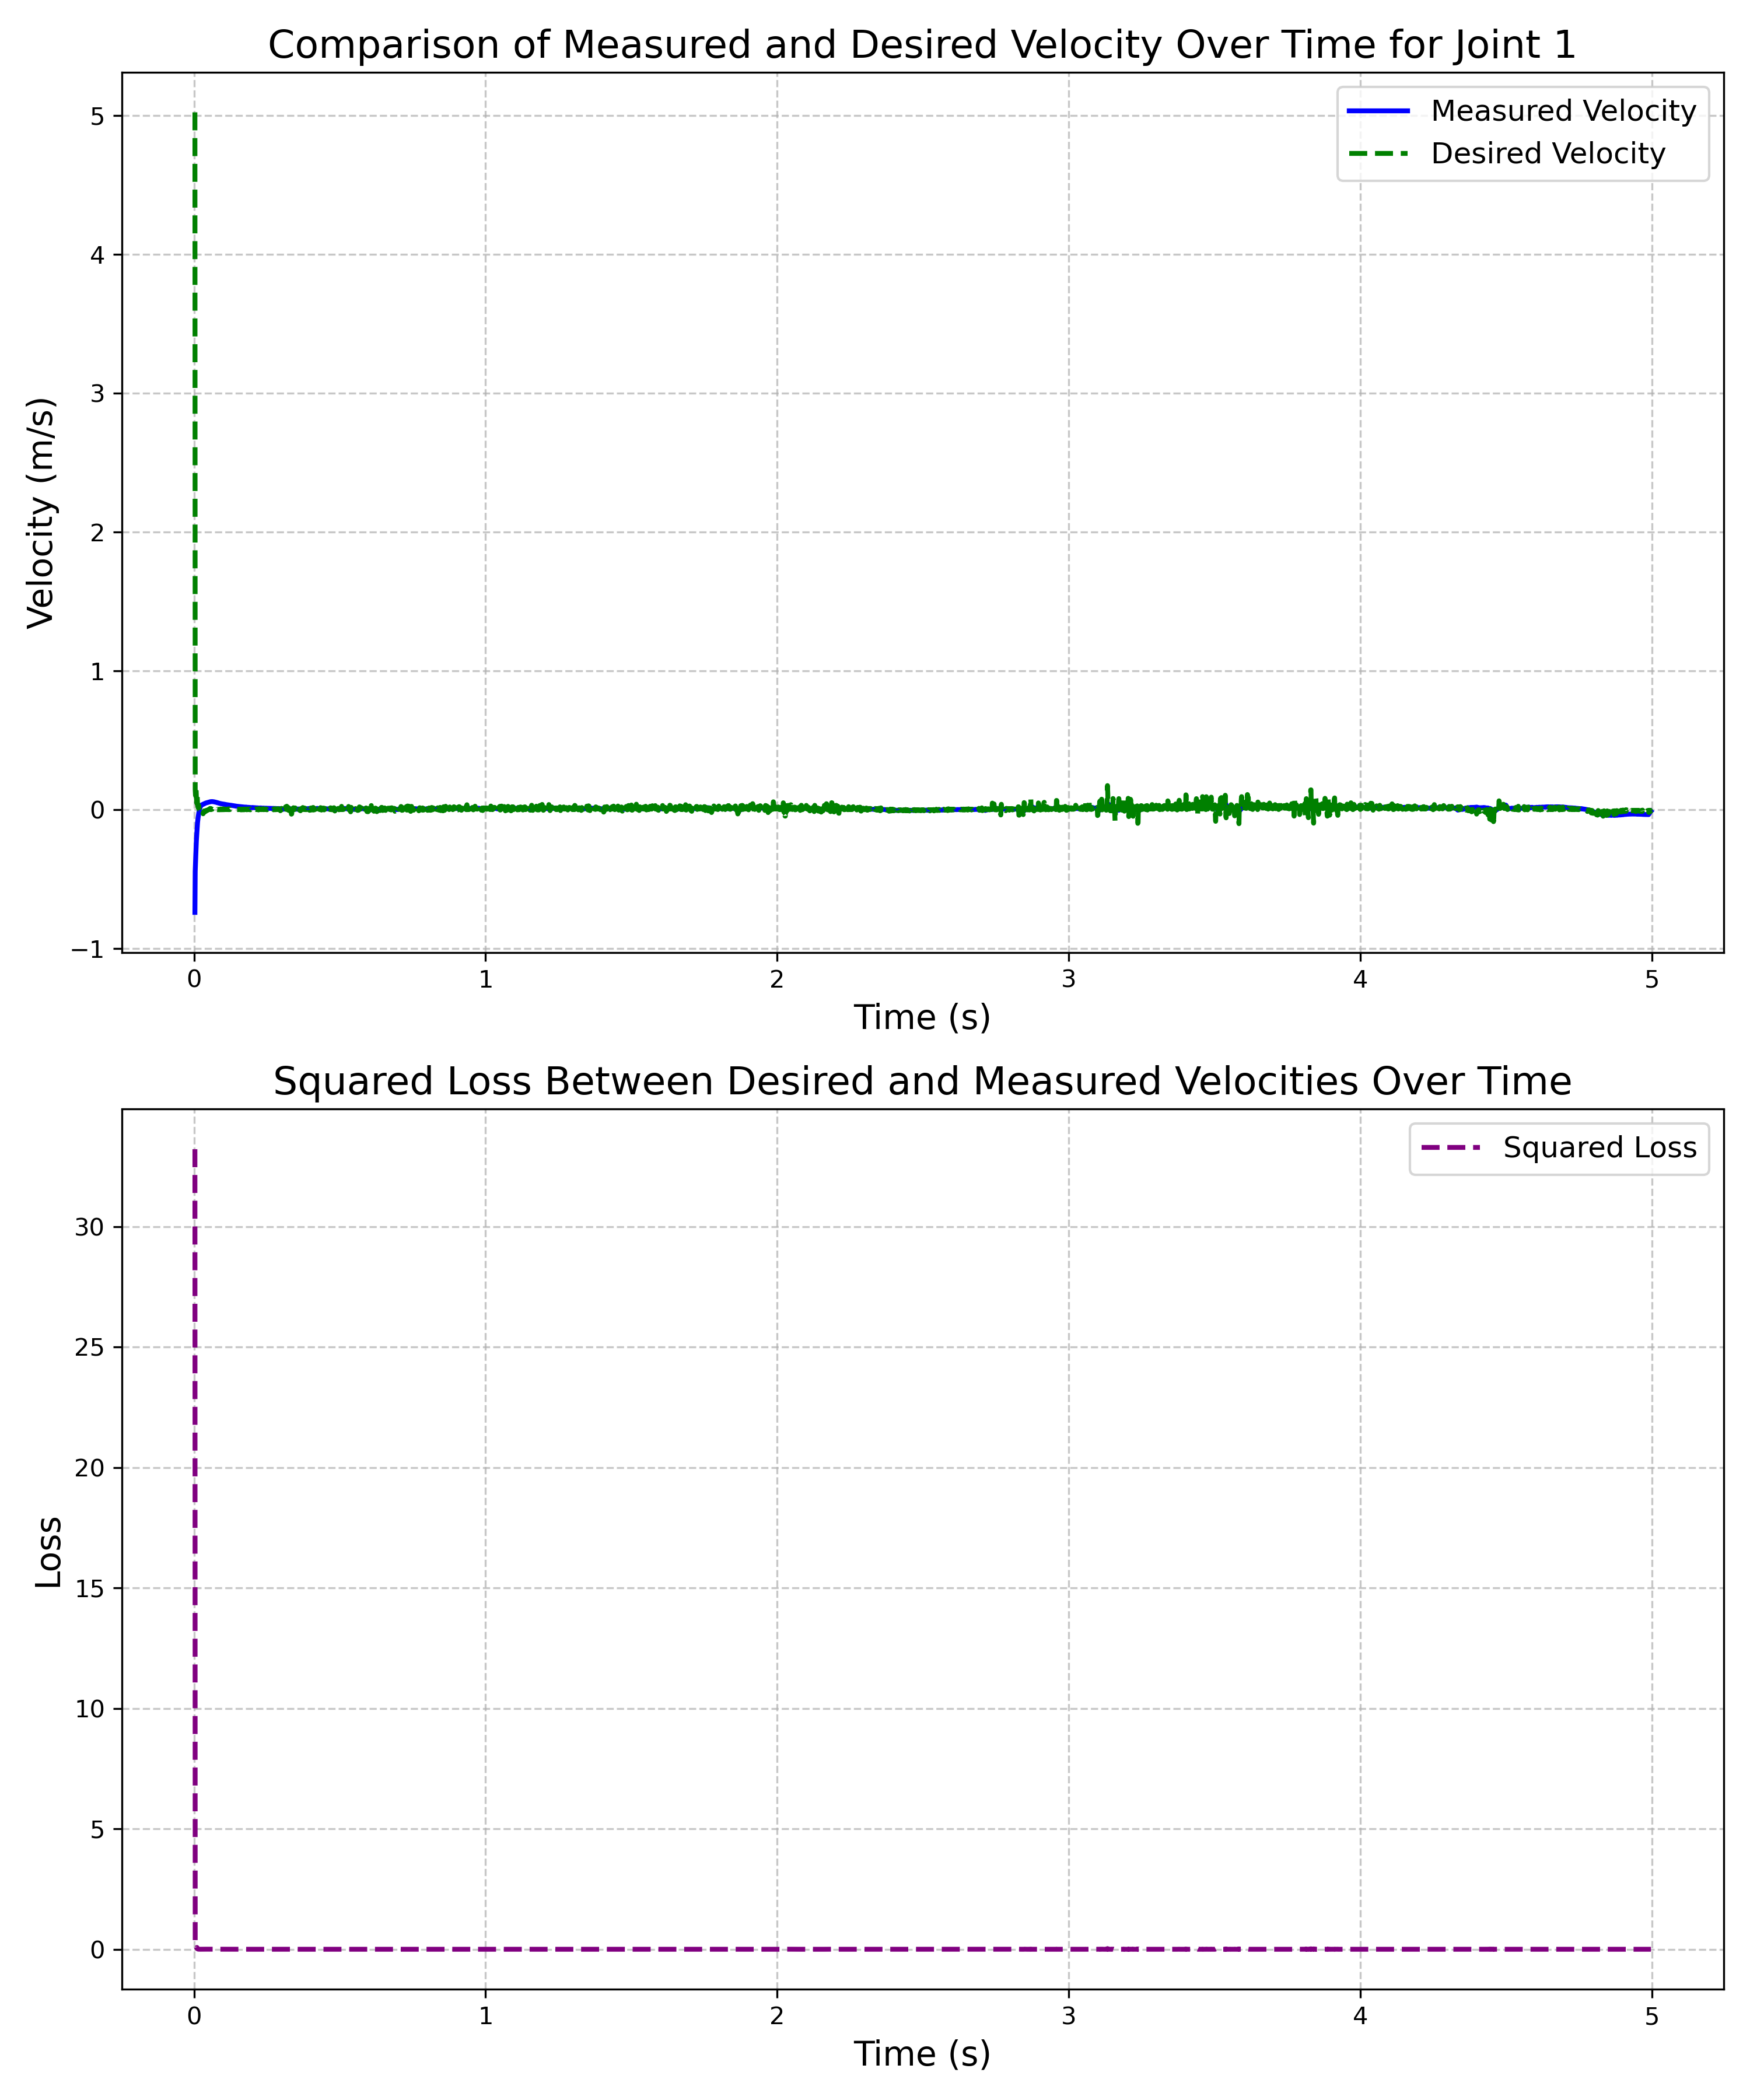 Comparison of Measured and Desired Velocity Over Time for Joint 1
Measured Velocity
Desired Velocity
Velocity (m/s)
5
4
3
2
1
0
−1
0 1 2 3 4 5
Time (s)
Squared Loss Between Desired and Measured Velocities Over Time
Squared Loss
Loss
30
25
20
15
10
5
0
0 1 2 3 4 5
Time (s)